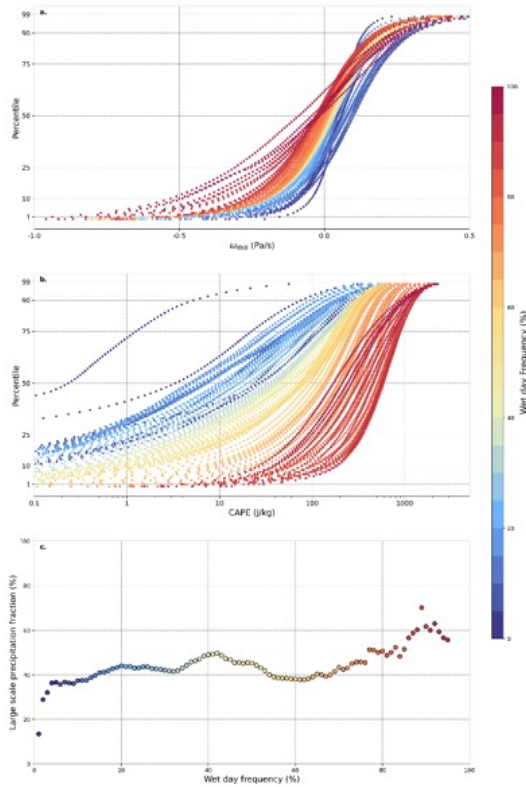 a.
99
90
75
50
25
10
1
Percentile
-1.0 -0.5 0.0 0.5
ω₅₀₀ (Pa/s)
b.
99
90
75
50
25
10
1
Percentile
0.1 1 10 100 1000
CAPE (J/kg)
c.
100
80
60
40
20
0
Large scale precipitation fraction (%)
0 20 40 60 80 100
Wet day frequency (%)
100
80
60
40
20
0
Wet day Frequency (%)